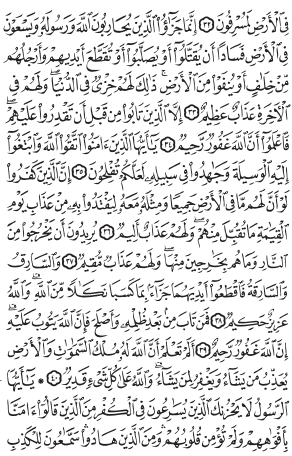 فِي ٱلْأَرْضِ لَمُسْرِفُونَ ٣٢ إِنَّمَا جَزَٰٓؤُا۟ ٱلَّذِينَ يُحَارِبُونَ ٱللَّهَ وَرَسُولَهُۥ وَيَسْعَوْنَ
فِي ٱلْأَرْضِ فَسَادًا أَن يُقَتَّلُوٓا۟ أَوْ يُصَلَّبُوٓا۟ أَوْ تُقَطَّعَ أَيْدِيهِمْ وَأَرْجُلُهُم
مِّنْ خِلَٰفٍ أَوْ يُنفَوْا۟ مِنَ ٱلْأَرْضِ ۚ ذَٰلِكَ لَهُمْ خِزْىٌ فِي ٱلدُّنْيَا ۖ وَلَهُمْ فِي
ٱلْءَاخِرَةِ عَذَابٌ عَظِيمٌ ٣٣ إِلَّا ٱلَّذِينَ تَابُوا۟ مِن قَبْلِ أَن تَقْدِرُوا۟ عَلَيْهِمْ ۖ
فَٱعْلَمُوٓا۟ أَنَّ ٱللَّهَ غَفُورٌ رَّحِيمٌ ٣٤ يَٰٓأَيُّهَا ٱلَّذِينَ ءَامَنُوا۟ ٱتَّقُوا۟ ٱللَّهَ وَٱبْتَغُوٓا۟
إِلَيْهِ ٱلْوَسِيلَةَ وَجَٰهِدُوا۟ فِي سَبِيلِهِۦ لَعَلَّكُمْ تُفْلِحُونَ ٣٥ إِنَّ ٱلَّذِينَ كَفَرُوا۟
لَوْ أَنَّ لَهُم مَّا فِي ٱلْأَرْضِ جَمِيعًا وَمِثْلَهُۥ مَعَهُۥ لِيَفْتَدُوا۟ بِهِۦ مِنْ عَذَابِ يَوْمِ
ٱلْقِيَٰمَةِ مَا تُقُبِّلَ مِنْهُمْ ۖ وَلَهُمْ عَذَابٌ أَلِيمٌ ٣٦ يُرِيدُونَ أَن يَخْرُجُوا۟ مِنَ
ٱلنَّارِ وَمَا هُم بِخَٰرِجِينَ مِنْهَا ۖ وَلَهُمْ عَذَابٌ مُّقِيمٌ ٣٧ وَٱلسَّارِقُ
وَٱلسَّارِقَةُ فَٱقْطَعُوٓا۟ أَيْدِيَهُمَا جَزَآءًۢ بِمَا كَسَبَا نَكَٰلًا مِّنَ ٱللَّهِ ۗ وَٱللَّهُ
عَزِيزٌ حَكِيمٌ ٣٨ فَمَن تَابَ مِنۢ بَعْدِ ظُلْمِهِۦ وَأَصْلَحَ فَإِنَّ ٱللَّهَ يَتُوبُ عَلَيْهِ ۗ
إِنَّ ٱللَّهَ غَفُورٌ رَّحِيمٌ ٣٩ أَلَمْ تَعْلَمْ أَنَّ ٱللَّهَ لَهُۥ مُلْكُ ٱلسَّمَٰوَٰتِ وَٱلْأَرْضِ
يُعَذِّبُ مَن يَشَآءُ وَيَغْفِرُ لِمَن يَشَآءُ ۗ وَٱللَّهُ عَلَىٰ كُلِّ شَىْءٍ قَدِيرٌ ٤٠ ۞ يَٰٓأَيُّهَا
ٱلرَّسُولُ لَا يَحْزُنكَ ٱلَّذِينَ يُسَٰرِعُونَ فِي ٱلْكُفْرِ مِنَ ٱلَّذِينَ قَالُوٓا۟ ءَامَنَّا
بِأَفْوَٰهِهِمْ وَلَمْ تُؤْمِن قُلُوبُهُمْ ۛ وَمِنَ ٱلَّذِينَ هَادُوا۟ ۛ سَمَّٰعُونَ لِلْكَذِبِ